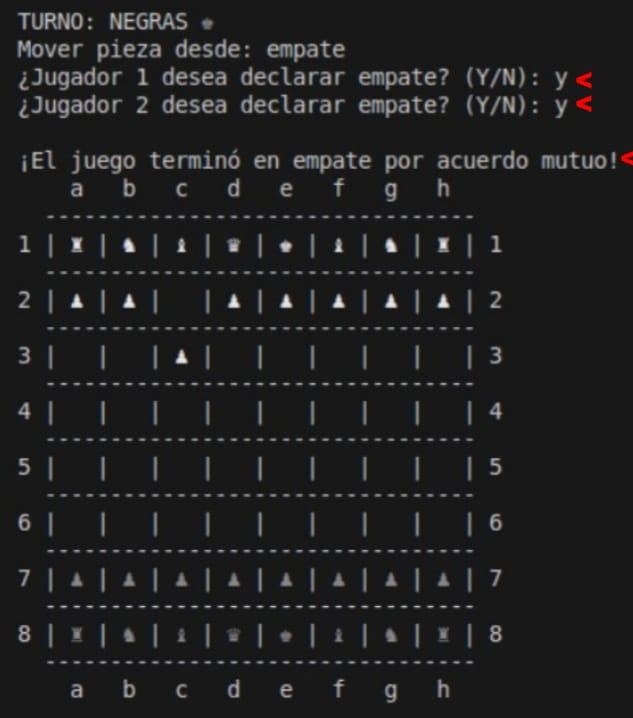 TURNO: NEGRAS ♚
Mover pieza desde: empate
¿Jugador 1 desea declarar empate? (Y/N): y <
¿Jugador 2 desea declarar empate? (Y/N): y <
¡El juego terminó en empate por acuerdo mutuo! <
a b c d e f g h
-----------------------------------------
1 | ♜ | ♞ | ♝ | ♛ | ♚ | ♝ | ♞ | ♜ | 1
-----------------------------------------
2 | ♟ | ♟ |   | ♟ | ♟ | ♟ | ♟ | ♟ | 2
-----------------------------------------
3 |   |   | ♟ |   |   |   |   |   | 3
-----------------------------------------
4 |   |   |   |   |   |   |   |   | 4
-----------------------------------------
5 |   |   |   |   |   |   |   |   | 5
-----------------------------------------
6 |   |   |   |   |   |   |   |   | 6
-----------------------------------------
7 | ♟ | ♟ | ♟ | ♟ | ♟ | ♟ | ♟ | ♟ | 7
-----------------------------------------
8 | ♜ | ♞ | ♝ | ♛ | ♚ | ♝ | ♞ | ♜ | 8
-----------------------------------------
a b c d e f g h